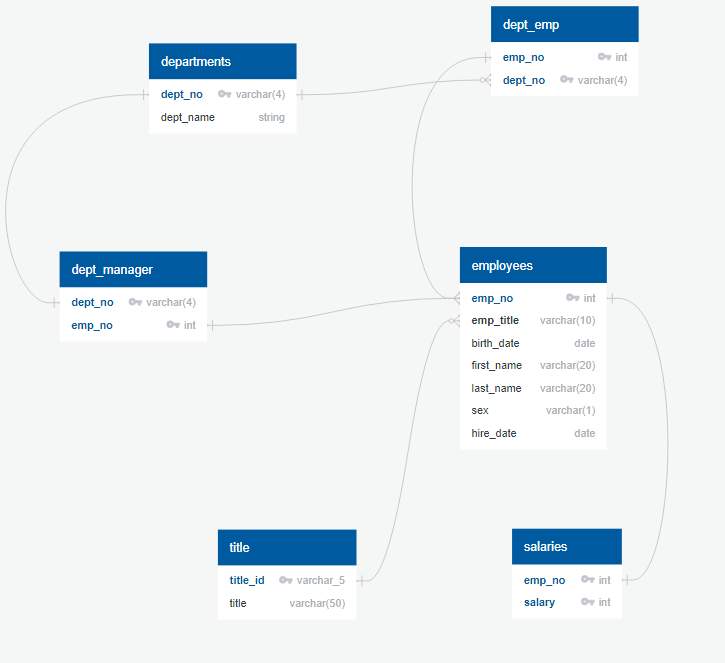 dept_emp
emp_no int
dept_no varchar(4)
departments
dept_no varchar(4)
dept_name string
dept_manager
dept_no varchar(4)
emp_no int
employees
emp_no int
emp_title varchar(10)
birth_date date
first_name varchar(20)
last_name varchar(20)
sex varchar(1)
hire_date date
title
title_id varchar_5
title varchar(50)
salaries
emp_no int
salary int